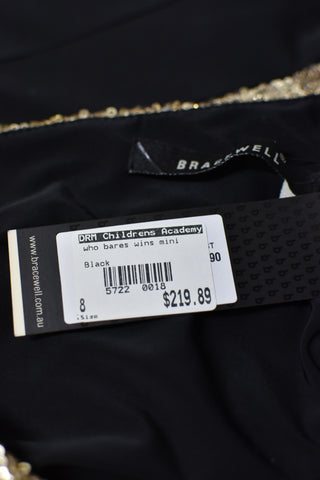 BRACEWELL
www.bracewell.com.au
DRM Childrens Academy
who bares wins mini
Black
5722 0018
8
$219.89
.Size
90